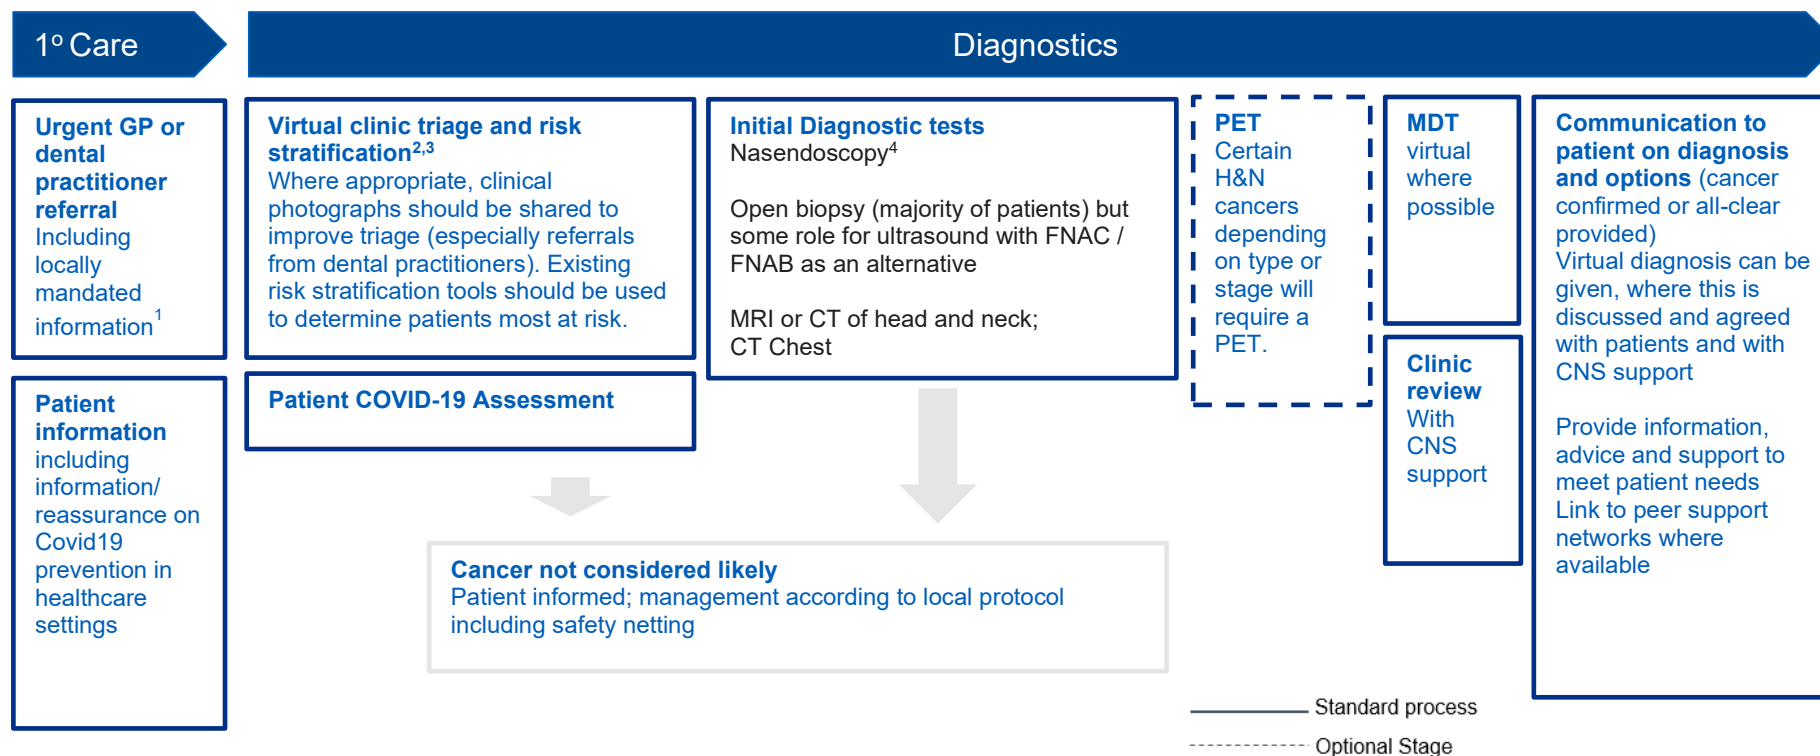 1º Care
Diagnostics
Urgent GP or
dental
practitioner
referral
Including
locally
mandated
information1
Patient
information
including
information/
reassurance on
Covid19
prevention in
healthcare
settings
Virtual clinic triage and risk
stratification2,3
Where appropriate, clinical
photographs should be shared to
improve triage (especially referrals
from dental practitioners). Existing
risk stratification tools should be used
to determine patients most at risk.
Patient COVID-19 Assessment
Initial Diagnostic tests
Nasendoscopy4
Open biopsy (majority of patients) but
some role for ultrasound with FNAC /
FNAB as an alternative
MRI or CT of head and neck;
CT Chest
Cancer not considered likely
Patient informed; management according to local protocol
including safety netting
PET
Certain
H&N
cancers
depending
on type or
stage will
require a
PET.
MDT
virtual
where
possible
Clinic
review
With
CNS
support
Communication to
patient on diagnosis
and options (cancer
confirmed or all-clear
provided)
Virtual diagnosis can be
given, where this is
discussed and agreed
with patients and with
CNS support
Provide information,
advice and support to
meet patient needs
Link to peer support
networks where
available
Standard process
Optional Stage